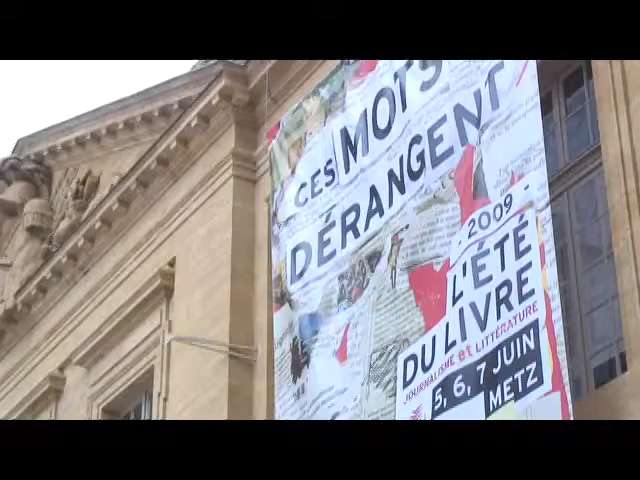 CES MOTS
DÉRANGENT
- 2009 -
L'ÉTÉ
DU LIVRE
JOURNALISME et LITTÉRATURE
5, 6, 7 JUIN
METZ